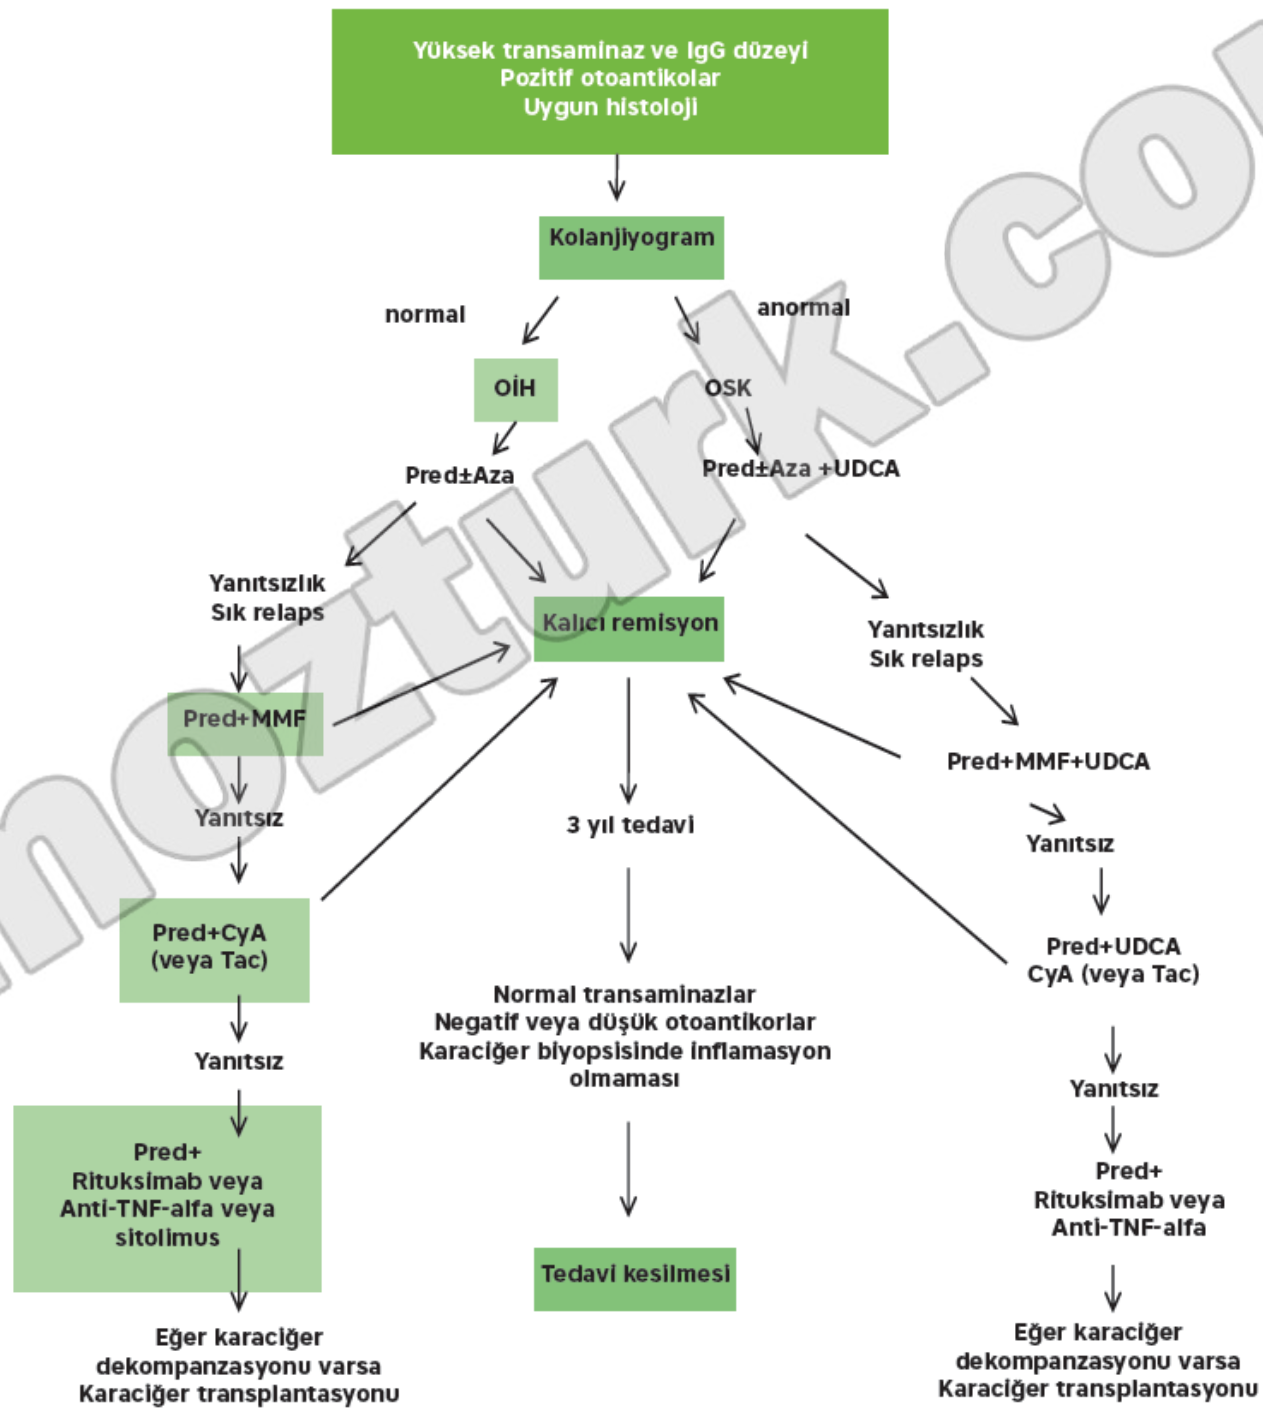 Yüksek transaminaz ve IgG düzeyi
Pozitif otoantikolar
Uygun histoloji
Kolanjiyogram
normal
anormal
OİH
OSK
Pred±Aza
Pred±Aza +UDCA
Yanıtsızlık
Sık relaps
Kalıcı remisyon
Yanıtsızlık
Sık relaps
Pred+MMF
Pred+MMF+UDCA
Yanıtsız
3 yıl tedavi
Yanıtsız
Pred+CyA
(veya Tac)
Pred+UDCA
CyA (veya Tac)
Normal transaminazlar
Negatif veya düşük otoantikorlar
Karaciğer biyopsisinde inflamasyon
olmaması
Yanıtsız
Yanıtsız
Pred+
Rituksimab veya
Anti-TNF-alfa veya
sitolimus
Pred+
Rituksimab veya
Anti-TNF-alfa
Tedavi kesilmesi
Eğer karaciğer
dekompanzasyonu varsa
Karaciğer transplantasyonu
Eğer karaciğer
dekompanzasyonu varsa
Karaciğer transplantasyonu
nozturk.co